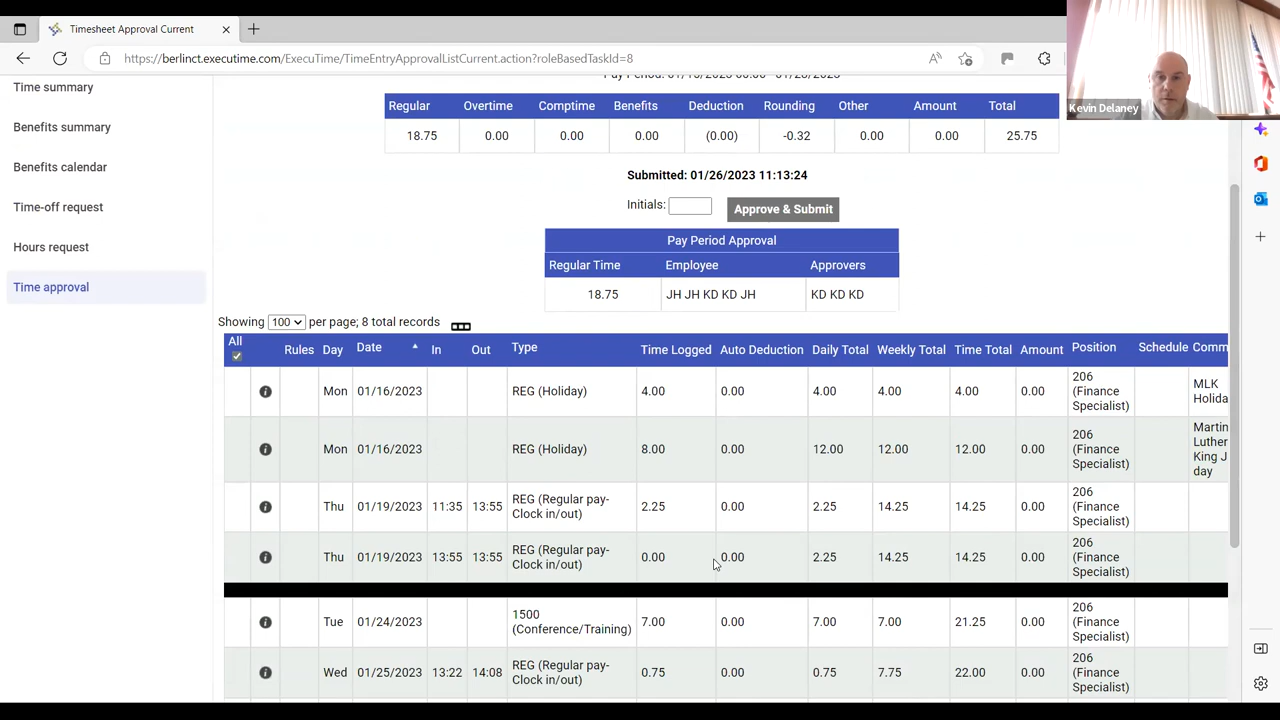 Timesheet Approval Current
https://berlinct.executime.com/ExecuTime/TimeEntryApprovalListCurrent.action?roleBasedTaskId=8
Kevin Delaney
Time summary
Benefits summary
Benefits calendar
Time-off request
Hours request
Time approval
Regular Overtime Comptime Benefits Deduction Rounding Other Amount Total
18.75 0.00 0.00 0.00 (0.00) -0.32 0.00 0.00 25.75
Submitted: 01/26/2023 11:13:24
Initials: Approve & Submit
Pay Period Approval
Regular Time Employee Approvers
18.75 JH JH KD KD JH KD KD KD
Showing 100 per page; 8 total records
All Rules Day Date In Out Type Time Logged Auto Deduction Daily Total Weekly Total Time Total Amount Position Schedule Comm
Mon 01/16/2023 REG (Holiday) 4.00 0.00 4.00 4.00 4.00 0.00 206 (Finance Specialist) MLK Holida
Mon 01/16/2023 REG (Holiday) 8.00 0.00 12.00 12.00 12.00 0.00 206 (Finance Specialist) Martin Luther King J day
Thu 01/19/2023 11:35 13:55 REG (Regular pay-Clock in/out) 2.25 0.00 2.25 14.25 14.25 0.00 206 (Finance Specialist)
Thu 01/19/2023 13:55 13:55 REG (Regular pay-Clock in/out) 0.00 0.00 2.25 14.25 14.25 0.00 206 (Finance Specialist)
Tue 01/24/2023 1500 (Conference/Training) 7.00 0.00 7.00 7.00 21.25 0.00 206 (Finance Specialist)
Wed 01/25/2023 13:22 14:08 REG (Regular pay-Clock in/out) 0.75 0.00 0.75 7.75 22.00 0.00 206 (Finance Specialist)